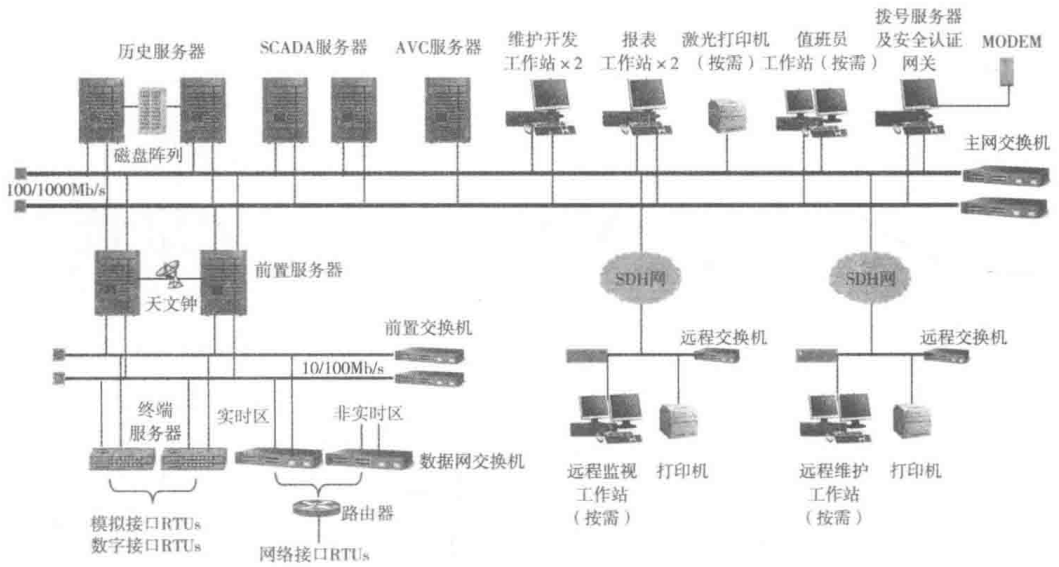 历史服务器
SCADA服务器
AVC服务器
维护开发
工作站×2
报表
工作站×2
激光打印机
（按需）
值班员
工作站（按需）
拨号服务器
及安全认证
网关
MODEM
磁盘阵列
主网交换机
100/1000Mb/s
前置服务器
天文钟
SDH网
SDH网
前置交换机
10/100Mb/s
远程交换机
远程交换机
终端
服务器
实时区
非实时区
数据网交换机
远程监视
工作站
（按需）
打印机
远程维护
工作站
（按需）
打印机
模拟接口RTUs
数字接口RTUs
路由器
网络接口RTUs